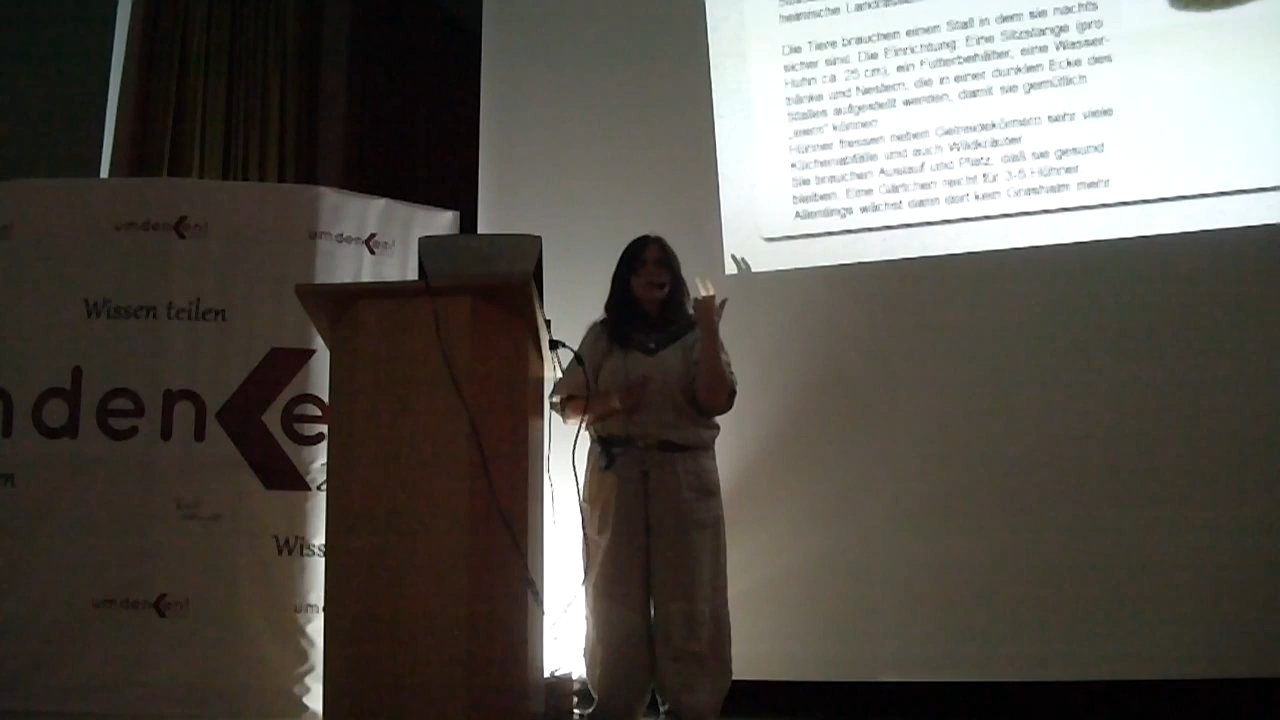 heimische
Die Tiere brauchen einen Stall in dem sie nachts
sicher sind. Die Einrichtung: Eine Sitzstange (pro
Huhn ca. 25 cm), ein Futterbehälter, eine Wasser-
tränke und Nestern, die in einer dunklen Ecke des
Stalles aufgestellt werden, damit sie gemütlich
können
Hühner fressen neben Getreidekörnern sehr viele
Küchenabfälle und auch Wildkräuter
Sie brauchen Auslauf und Platz, daß sie gesund
bleiben. Eine Gärtchen reicht für 3-5 Hühner
Allerdings wächst dann dort kein Grashalm mehr
umdenken!
umdenken!
Wissen teilen
ndenke
Wiss
umdenken!
um